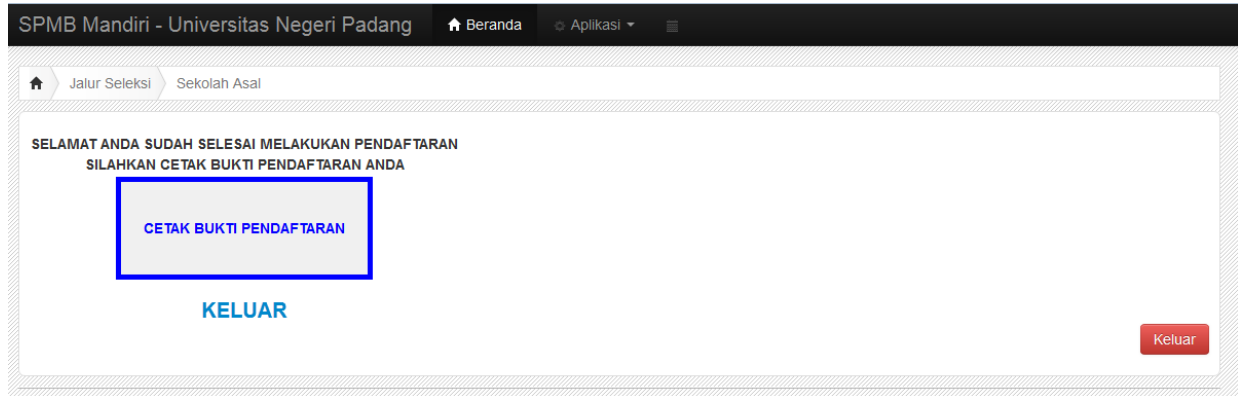 SPMB Mandiri - Universitas Negeri Padang Beranda Aplikasi
Jalur Seleksi Sekolah Asal
SELAMAT ANDA SUDAH SELESAI MELAKUKAN PENDAFTARAN
SILAHKAN CETAK BUKTI PENDAFTARAN ANDA
CETAK BUKTI PENDAFTARAN
KELUAR
Keluar